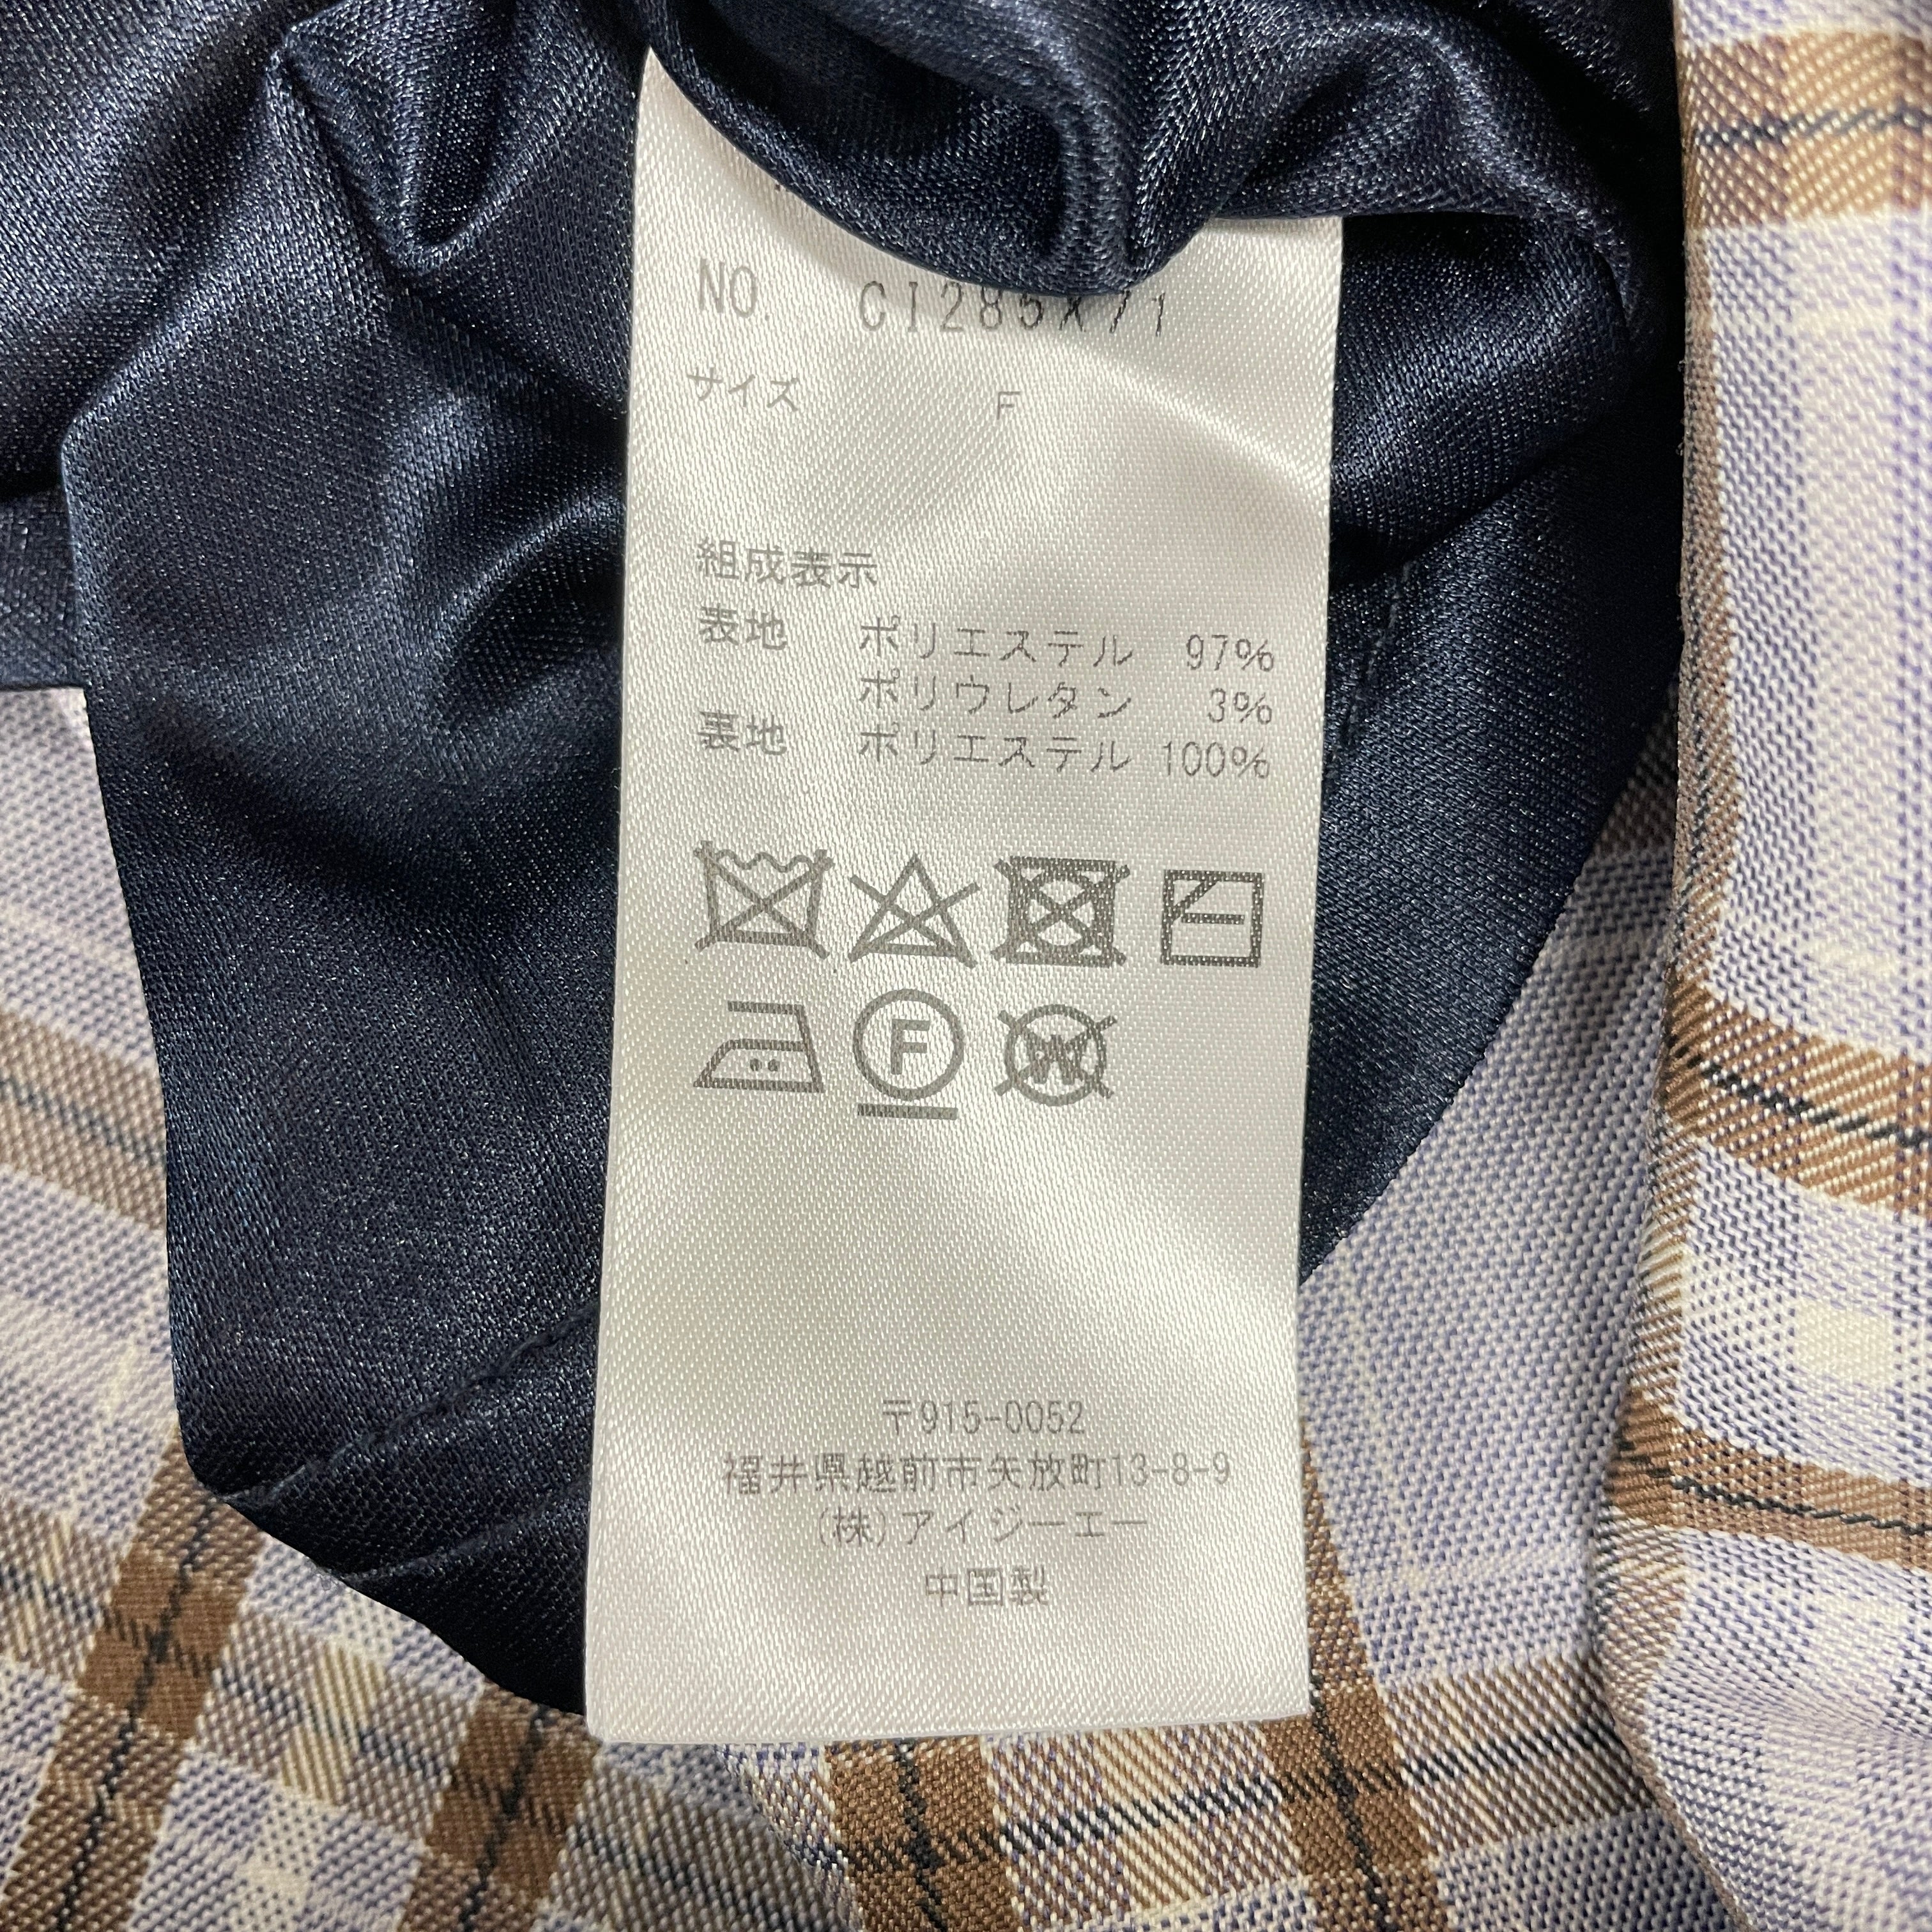 NO. CI285X71
サイズ F
組成表示
表地 ポリエステル 97%
ポリウレタン 3%
裏地 ポリエステル 100%
F
W
〒915-0052
福井県越前市矢放町13-8-9
(株)アイジーエー
中国製